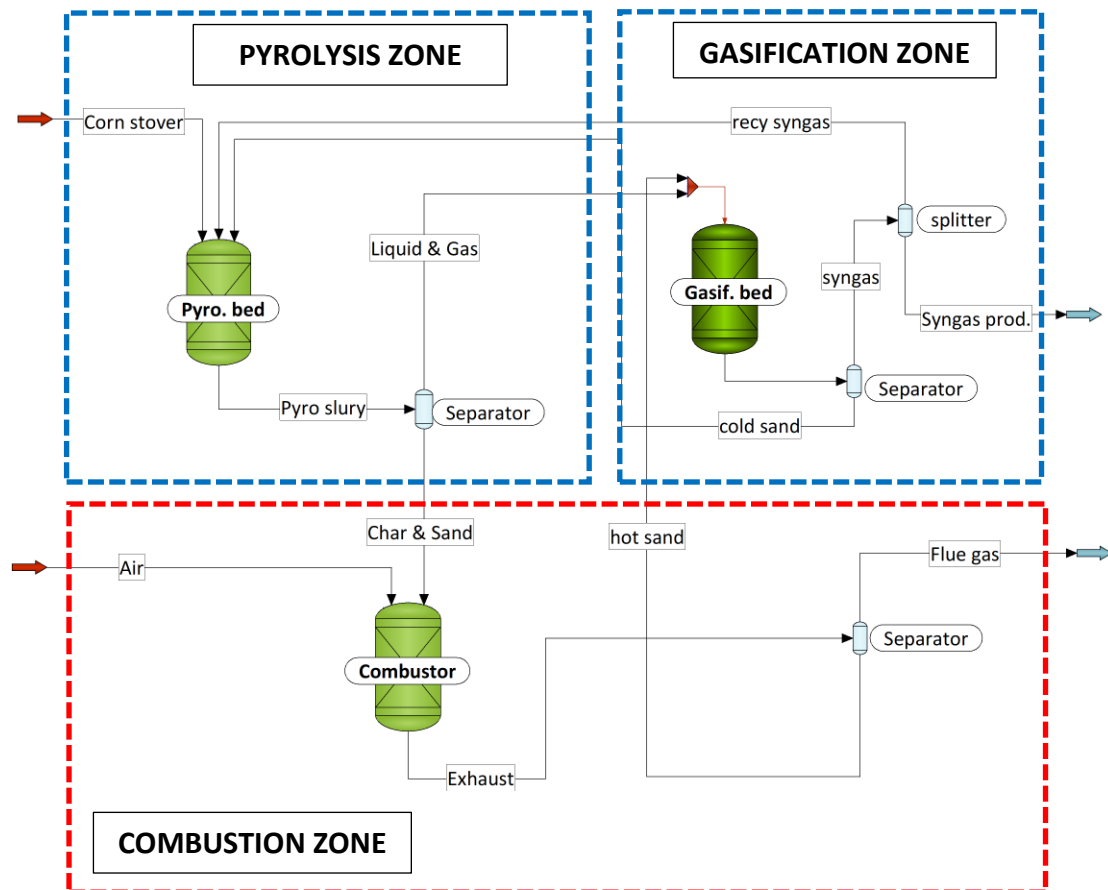 PYROLYSIS ZONE
GASIFICATION ZONE
Corn stover
recy syngas
Liquid & Gas
splitter
syngas
Pyro. bed
Gasif. bed
Syngas prod.
Pyro slury
Separator
Separator
cold sand
Char & Sand
hot sand
Flue gas
Air
Separator
Combustor
Exhaust
COMBUSTION ZONE